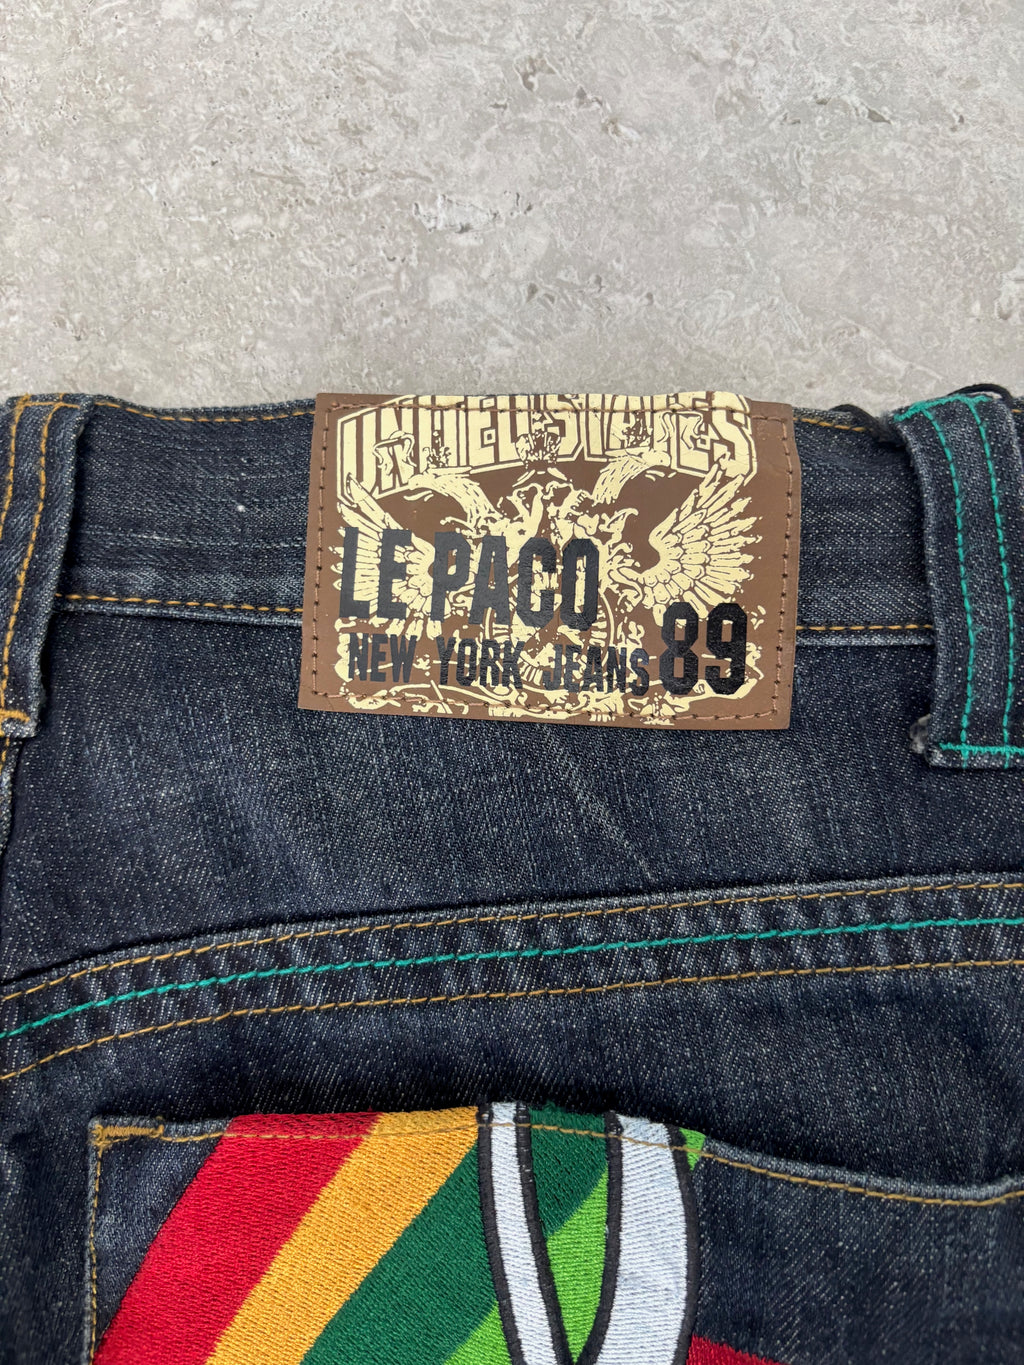 UNITED STATES
LE PACO
NEW YORK JEANS 89